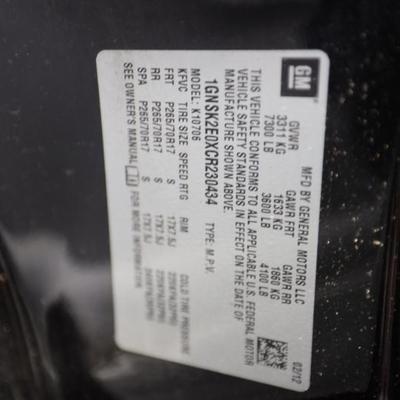 GM
MFD BY GENERAL MOTORS LLC
02/12
GVWR GAWR FRT GAWR RR
3311 KG 1633 KG 1860 KG
7300 LB 3600 LB 4100 LB
THIS VEHICLE CONFORMS TO ALL APPLICABLE U.S. FEDERAL MOTOR
VEHICLE SAFETY STANDARDS IN EFFECT ON THE DATE OF
MANUFACTURE SHOWN ABOVE.
1GNSK2E0XCR230434 TYPE: M.P.V.
MODEL: K10706
KFVC TIRE SIZE SPEED RTG RIM COLD TIRE PRESSURE
FRT P265/70R17 S 17X7.5J
RR P265/70R17 S 17X7.5J
SPA P265/70R17 S 17X7.5J
SEE OWNER'S MANUAL FOR MORE INFORMATION